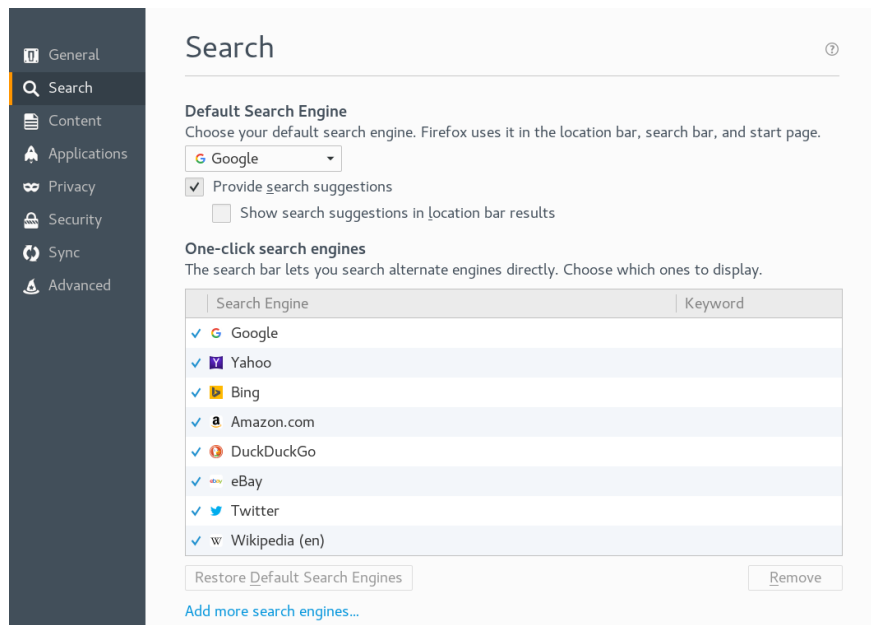 Search
General
Search
Content
Applications
Privacy
Security
Sync
Advanced
Default Search Engine
Choose your default search engine. Firefox uses it in the location bar, search bar, and start page.
Google
Provide search suggestions
Show search suggestions in location bar results
One-click search engines
The search bar lets you search alternate engines directly. Choose which ones to display.
Search Engine Keyword
Google
Yahoo
Bing
Amazon.com
DuckDuckGo
eBay
Twitter
Wikipedia (en)
Restore Default Search Engines Remove
Add more search engines...